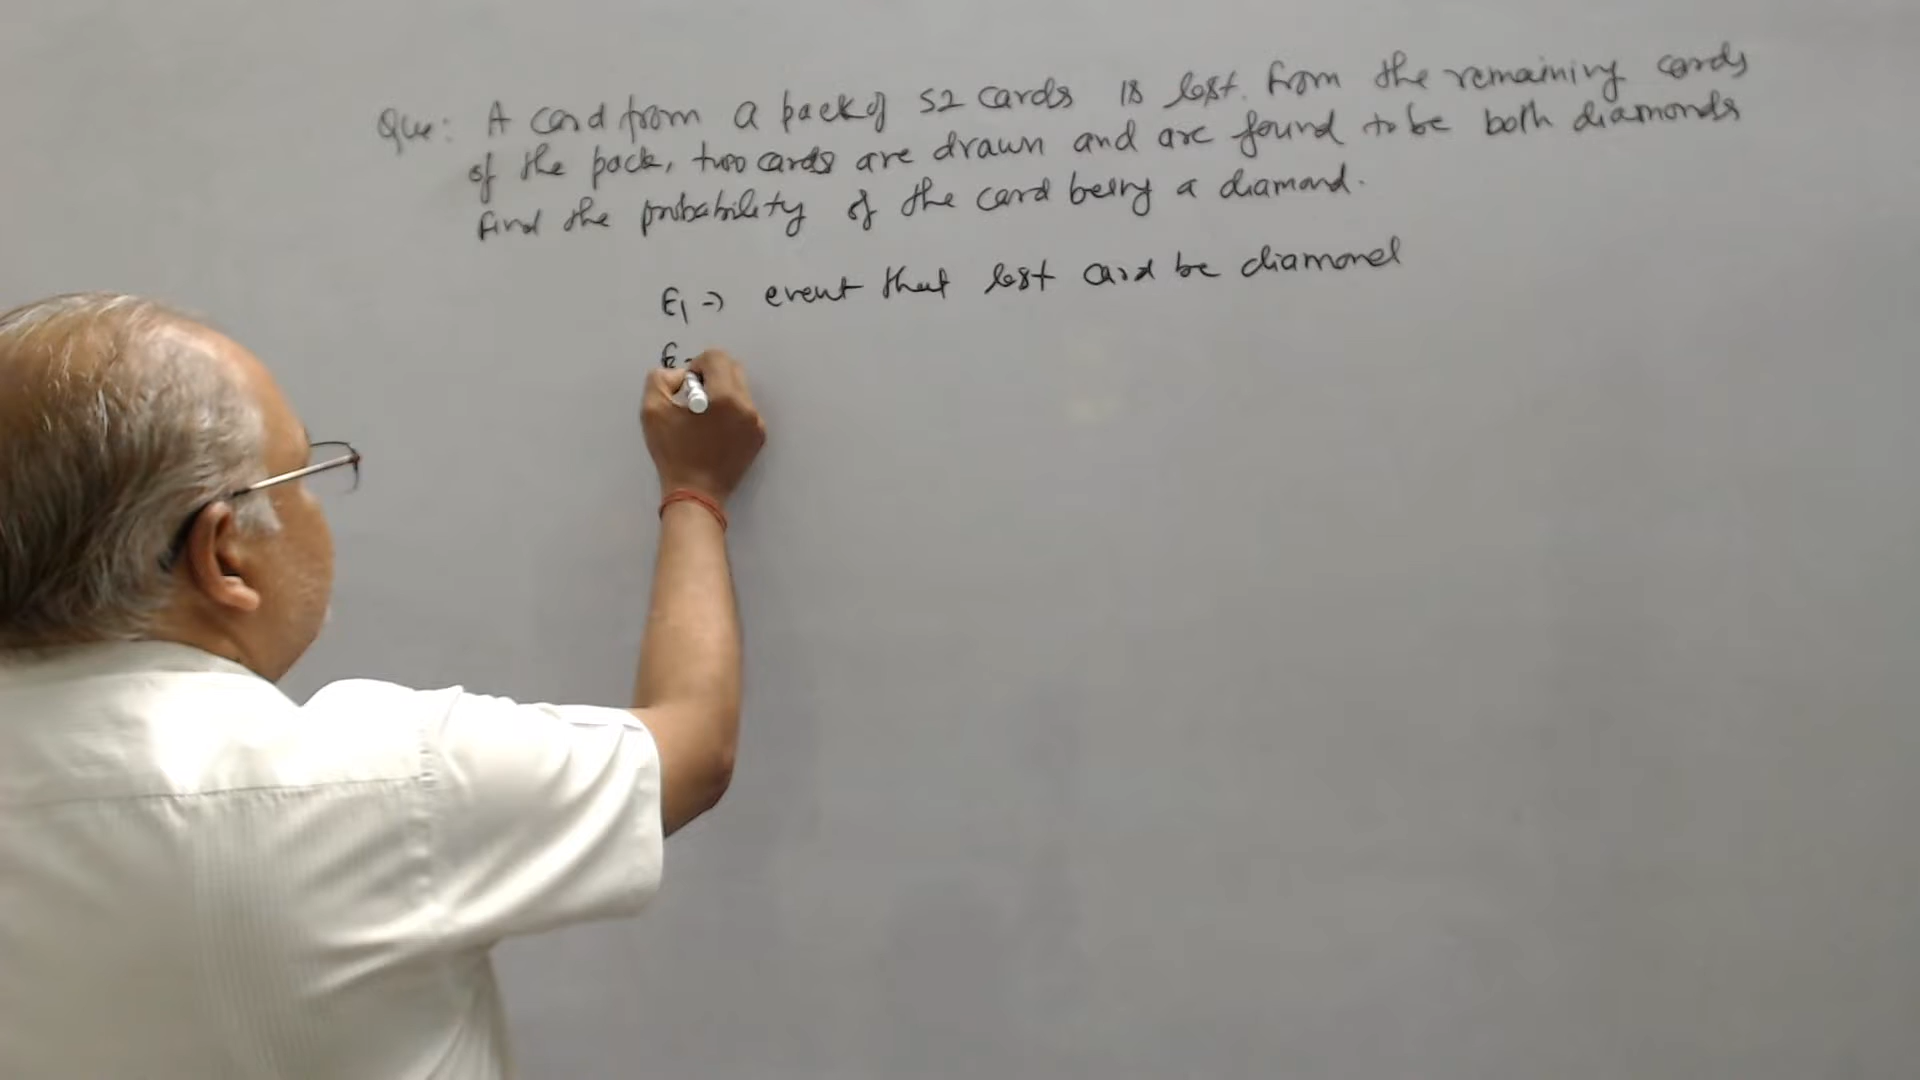 Que: A card from a pack of 52 cards is lost. From the remaining cards
of the pack, two cards are drawn and are found to be both diamonds
find the probability of the card being a diamond.
E1 → event that lost card be diamond
E